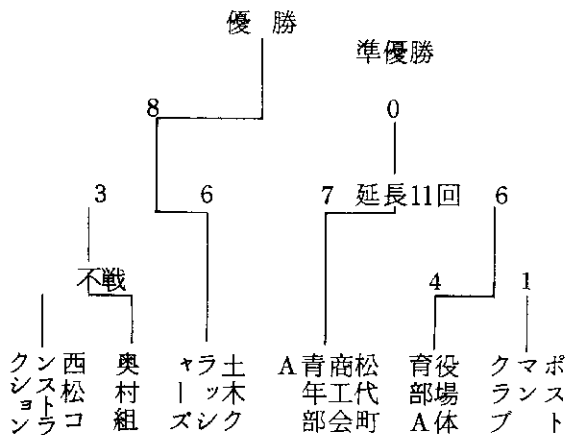 優勝
準優勝
8 0
3 6 7 延長11回 6
不戦 4 1
西松コンストラクション
奥村組
土木クラッシャーズ
松代町商工会青年部A
役場体育部A
ポストマンクラブ